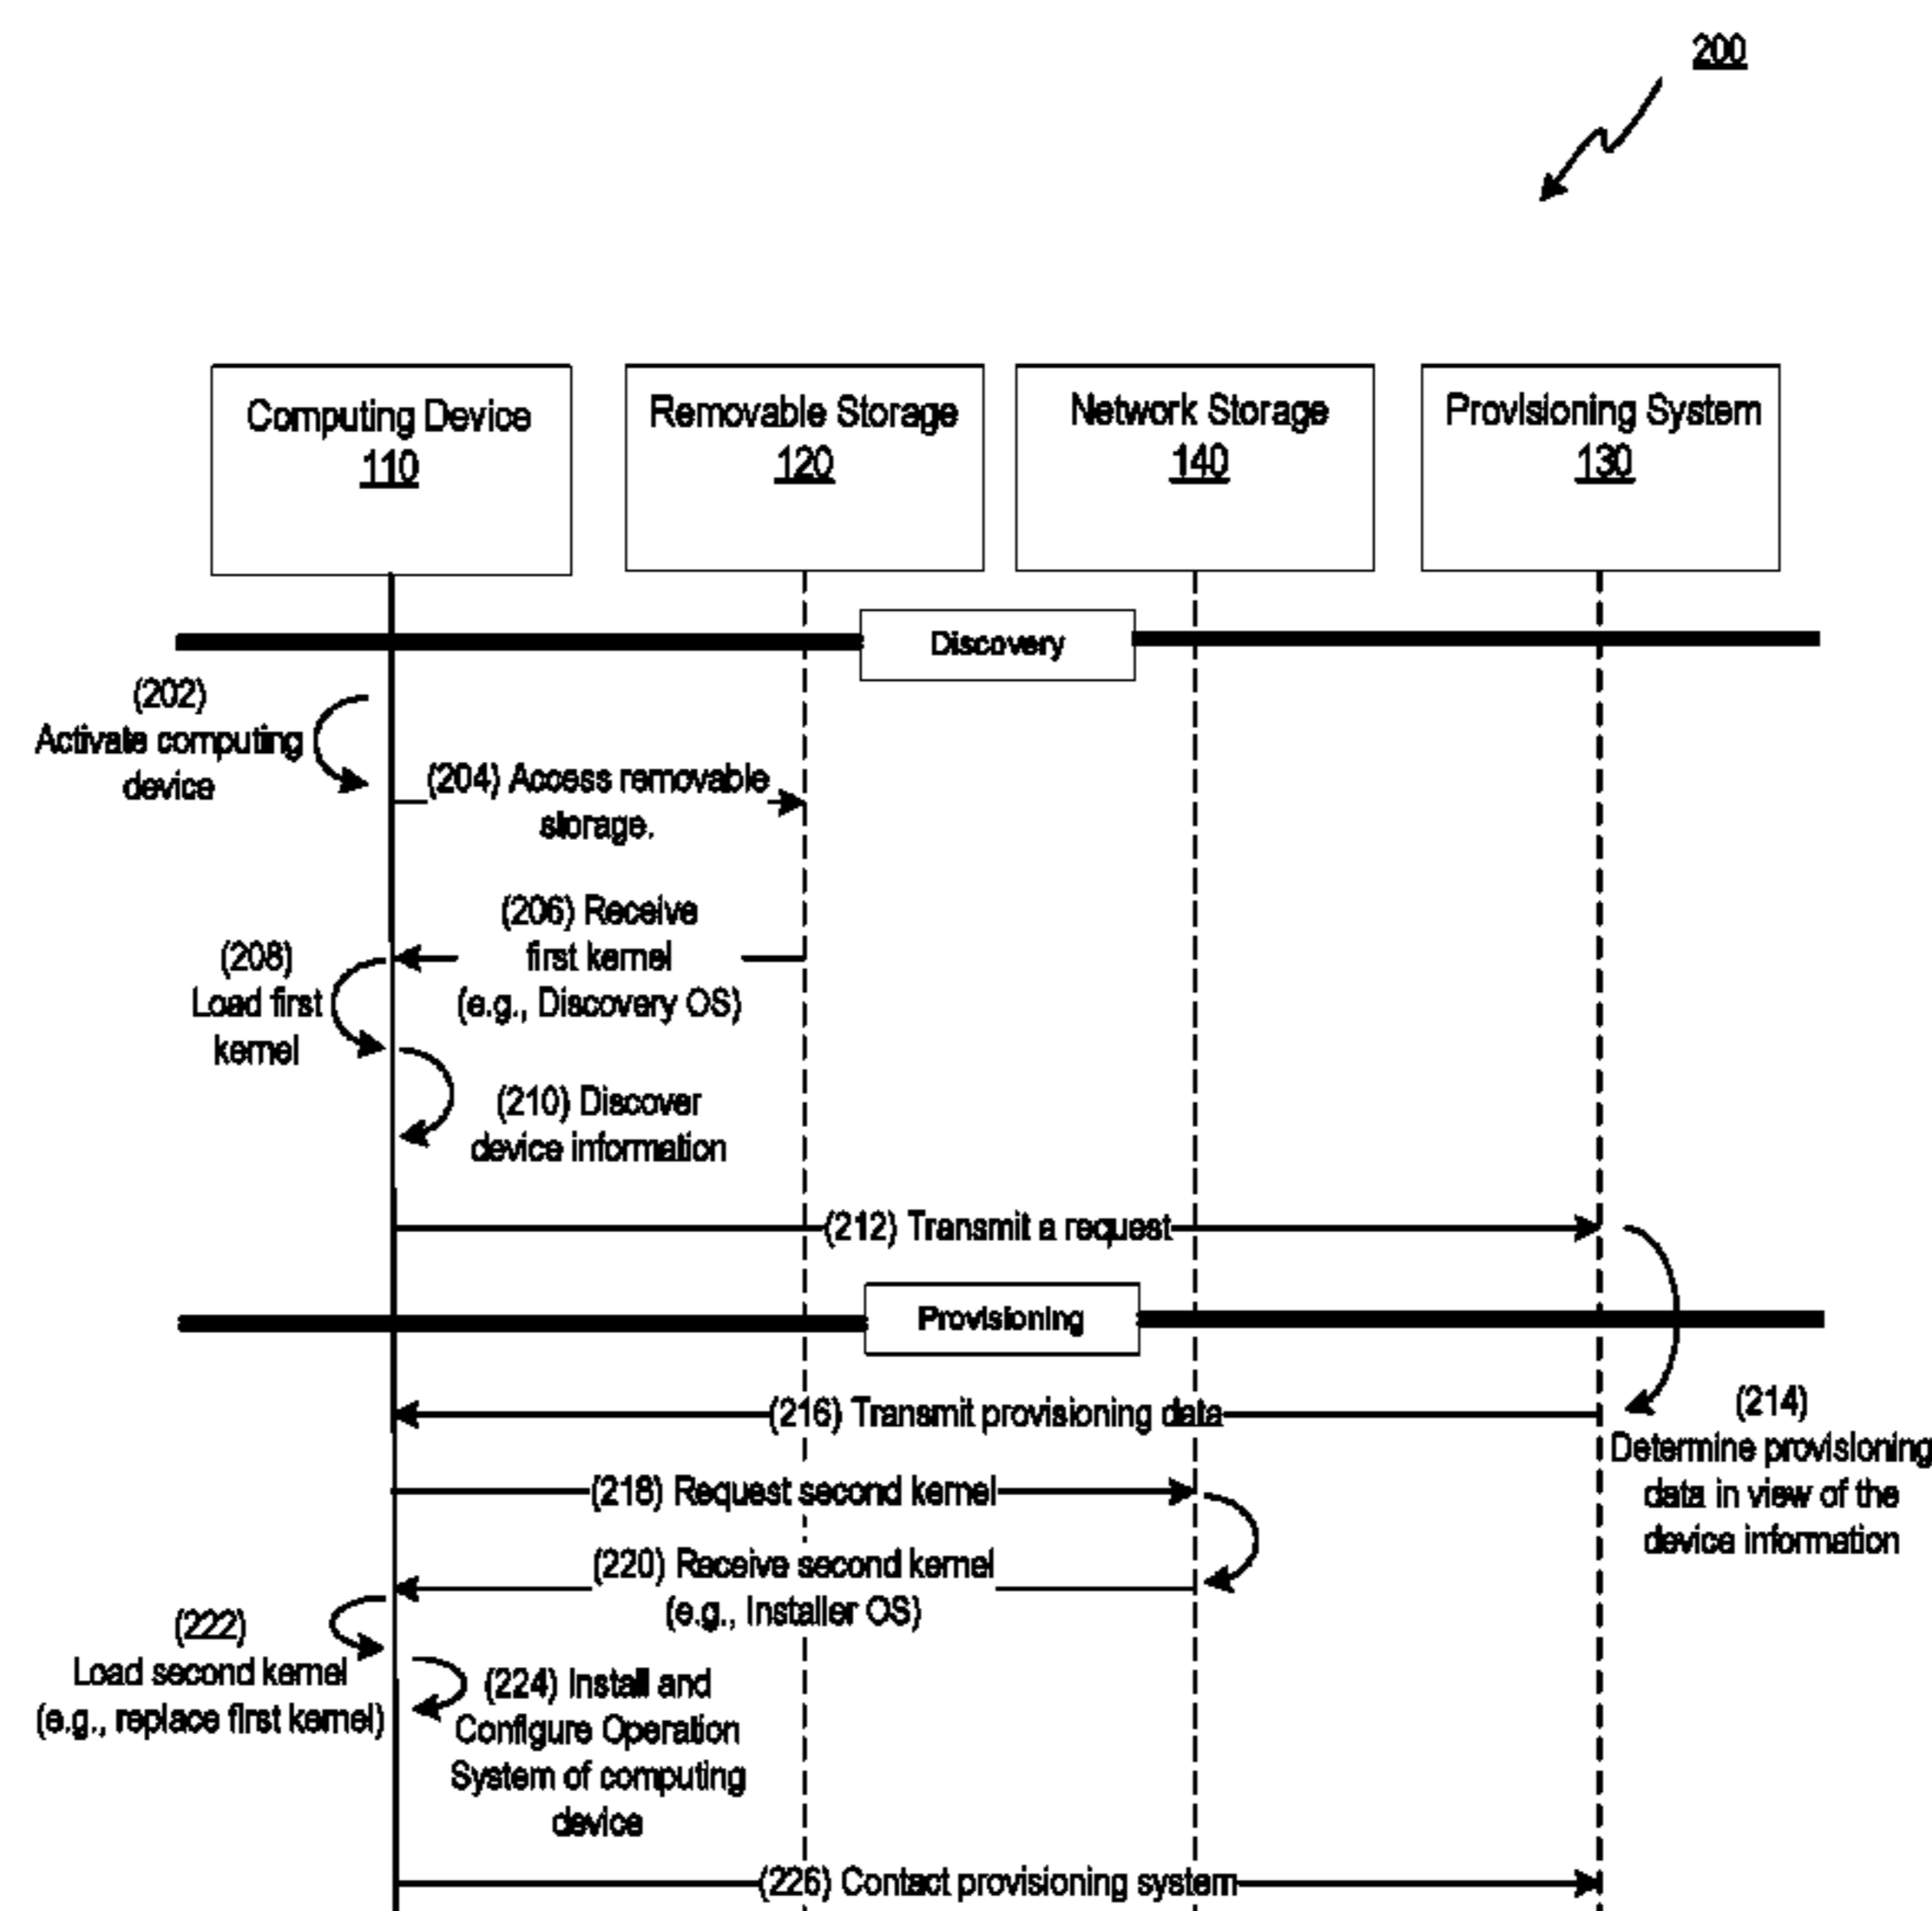 200
Computing Device
110
Removable Storage
120
Network Storage
140
Provisioning System
130
Discovery
(202)
Activate computing
device
(204) Access removable
storage.
(206) Receive
first kernel
(e.g., Discovery OS)
(208)
Load first
kernel
(210) Discover
device information
(212) Transmit a request
Provisioning
(214)
Determine provisioning
data in view of the
device information
(216) Transmit provisioning data
(218) Request second kernel
(220) Receive second kernel
(e.g., Installer OS)
(222)
Load second kernel
(e.g., replace first kernel)
(224) Install and
Configure Operation
System of computing
device
(226) Contact provisioning system